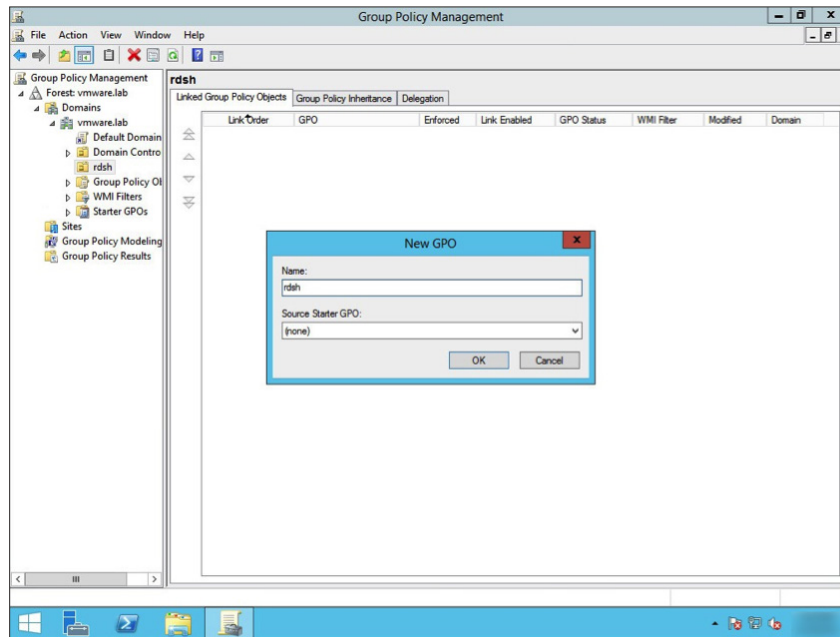 Group Policy Management
File Action View Window Help
Group Policy Management
Forest: vmware.lab
Domains
vmware.lab
Default Domain
Domain Contro
rdsh
Group Policy Ob
WMI Filters
Starter GPOs
Sites
Group Policy Modeling
Group Policy Results
rdsh
Linked Group Policy Objects Group Policy Inheritance Delegation
Link Order GPO Enforced Link Enabled GPO Status WMI Filter Modified Domain
New GPO
Name:
rdsh
Source Starter GPO:
(none)
OK Cancel